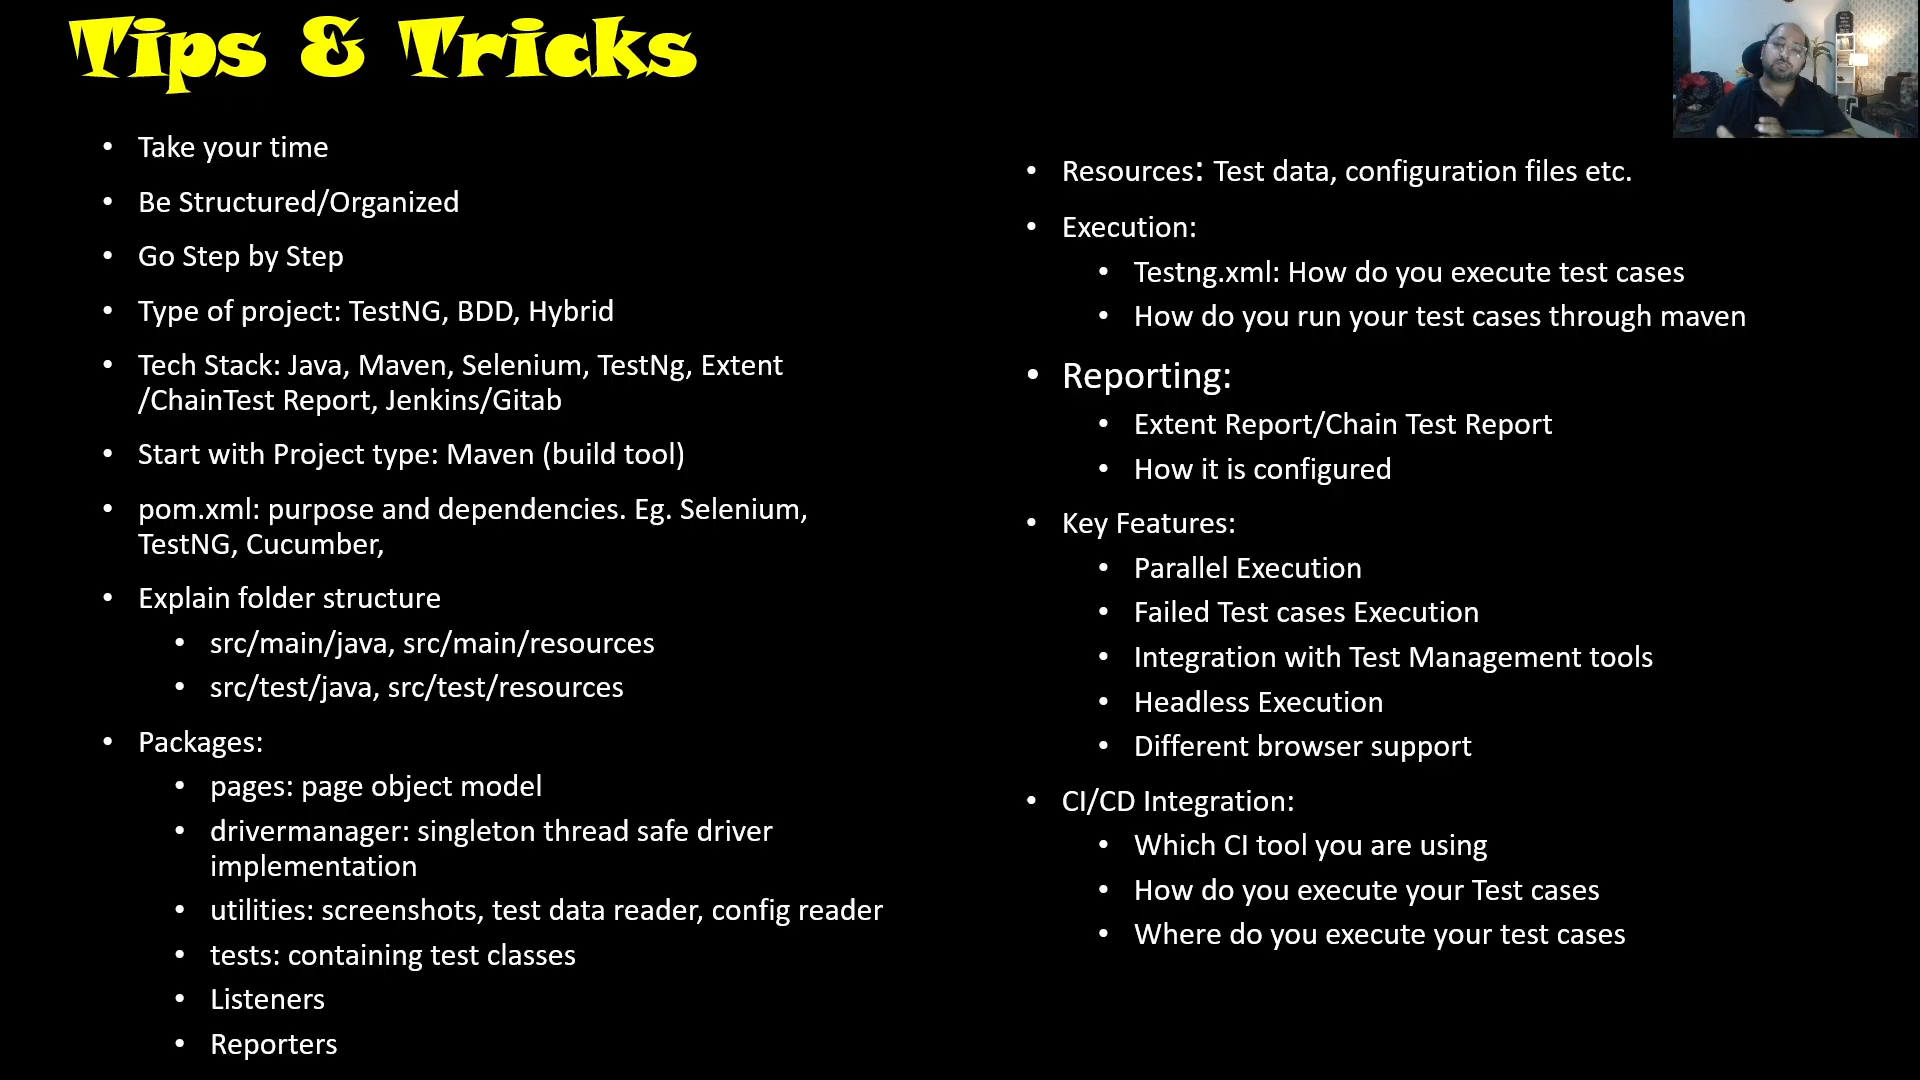 Tips & Tricks
Take your time
Be Structured/Organized
Go Step by Step
Type of project: TestNG, BDD, Hybrid
Tech Stack: Java, Maven, Selenium, TestNg, Extent
/ChainTest Report, Jenkins/Gitab
Start with Project type: Maven (build tool)
pom.xml: purpose and dependencies. Eg. Selenium,
TestNG, Cucumber,
Explain folder structure
src/main/java, src/main/resources
src/test/java, src/test/resources
Packages:
pages: page object model
drivermanager: singleton thread safe driver
implementation
utilities: screenshots, test data reader, config reader
tests: containing test classes
Listeners
Reporters
Resources: Test data, configuration files etc.
Execution:
Testng.xml: How do you execute test cases
How do you run your test cases through maven
Reporting:
Extent Report/Chain Test Report
How it is configured
Key Features:
Parallel Execution
Failed Test cases Execution
Integration with Test Management tools
Headless Execution
Different browser support
CI/CD Integration:
Which CI tool you are using
How do you execute your Test cases
Where do you execute your test cases